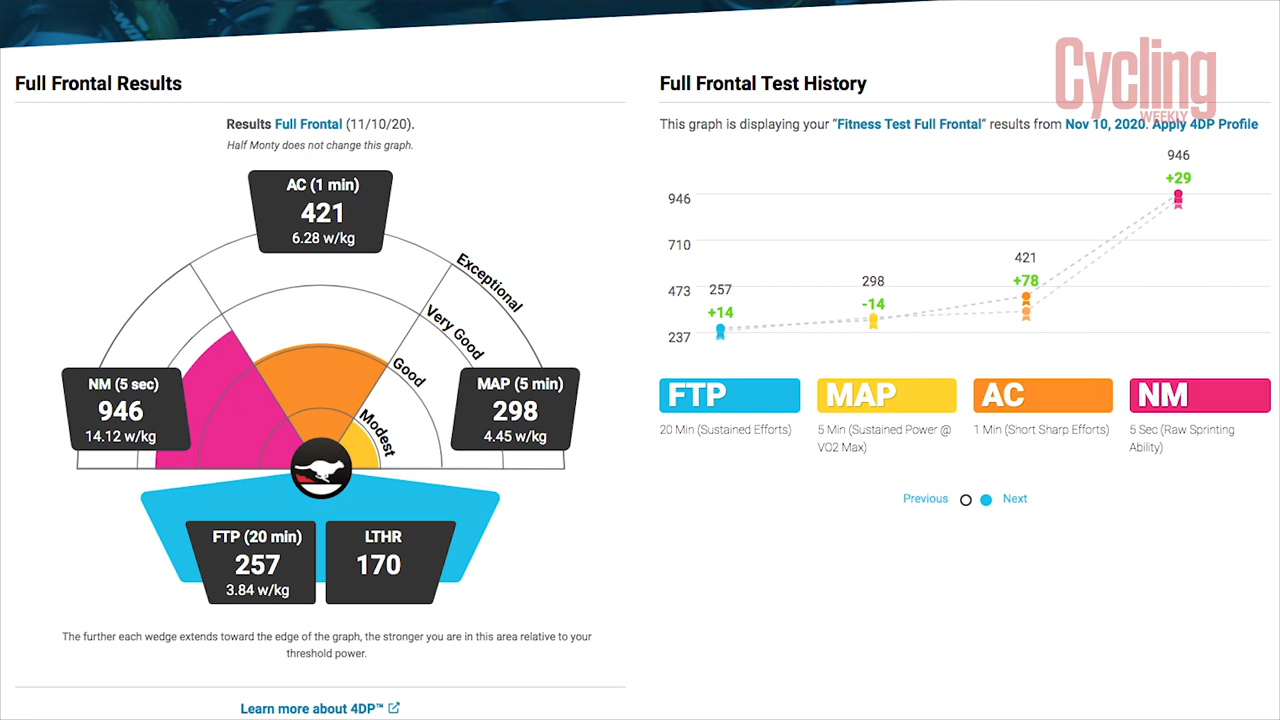 Full Frontal Results
Results Full Frontal (11/10/20).
Half Monty does not change this graph.
AC (1 min)
421
6.28 w/kg
Exceptional
Very Good
Good
Modest
NM (5 sec)
946
14.12 w/kg
MAP (5 min)
298
4.45 w/kg
FTP (20 min)
257
3.84 w/kg
LTHR
170
The further each wedge extends toward the edge of the graph, the stronger you are in this area relative to your
threshold power.
Learn more about 4DP™
Full Frontal Test History
Cycling
WEEKLY
This graph is displaying your “Fitness Test Full Frontal” results from Nov 10, 2020. Apply 4DP Profile
946
710
473
237
257
+14
298
-14
421
+78
946
+29
FTP
20 Min (Sustained Efforts)
MAP
5 Min (Sustained Power @
VO2 Max)
AC
1 Min (Short Sharp Efforts)
NM
5 Sec (Raw Sprinting
Ability)
Previous
Next